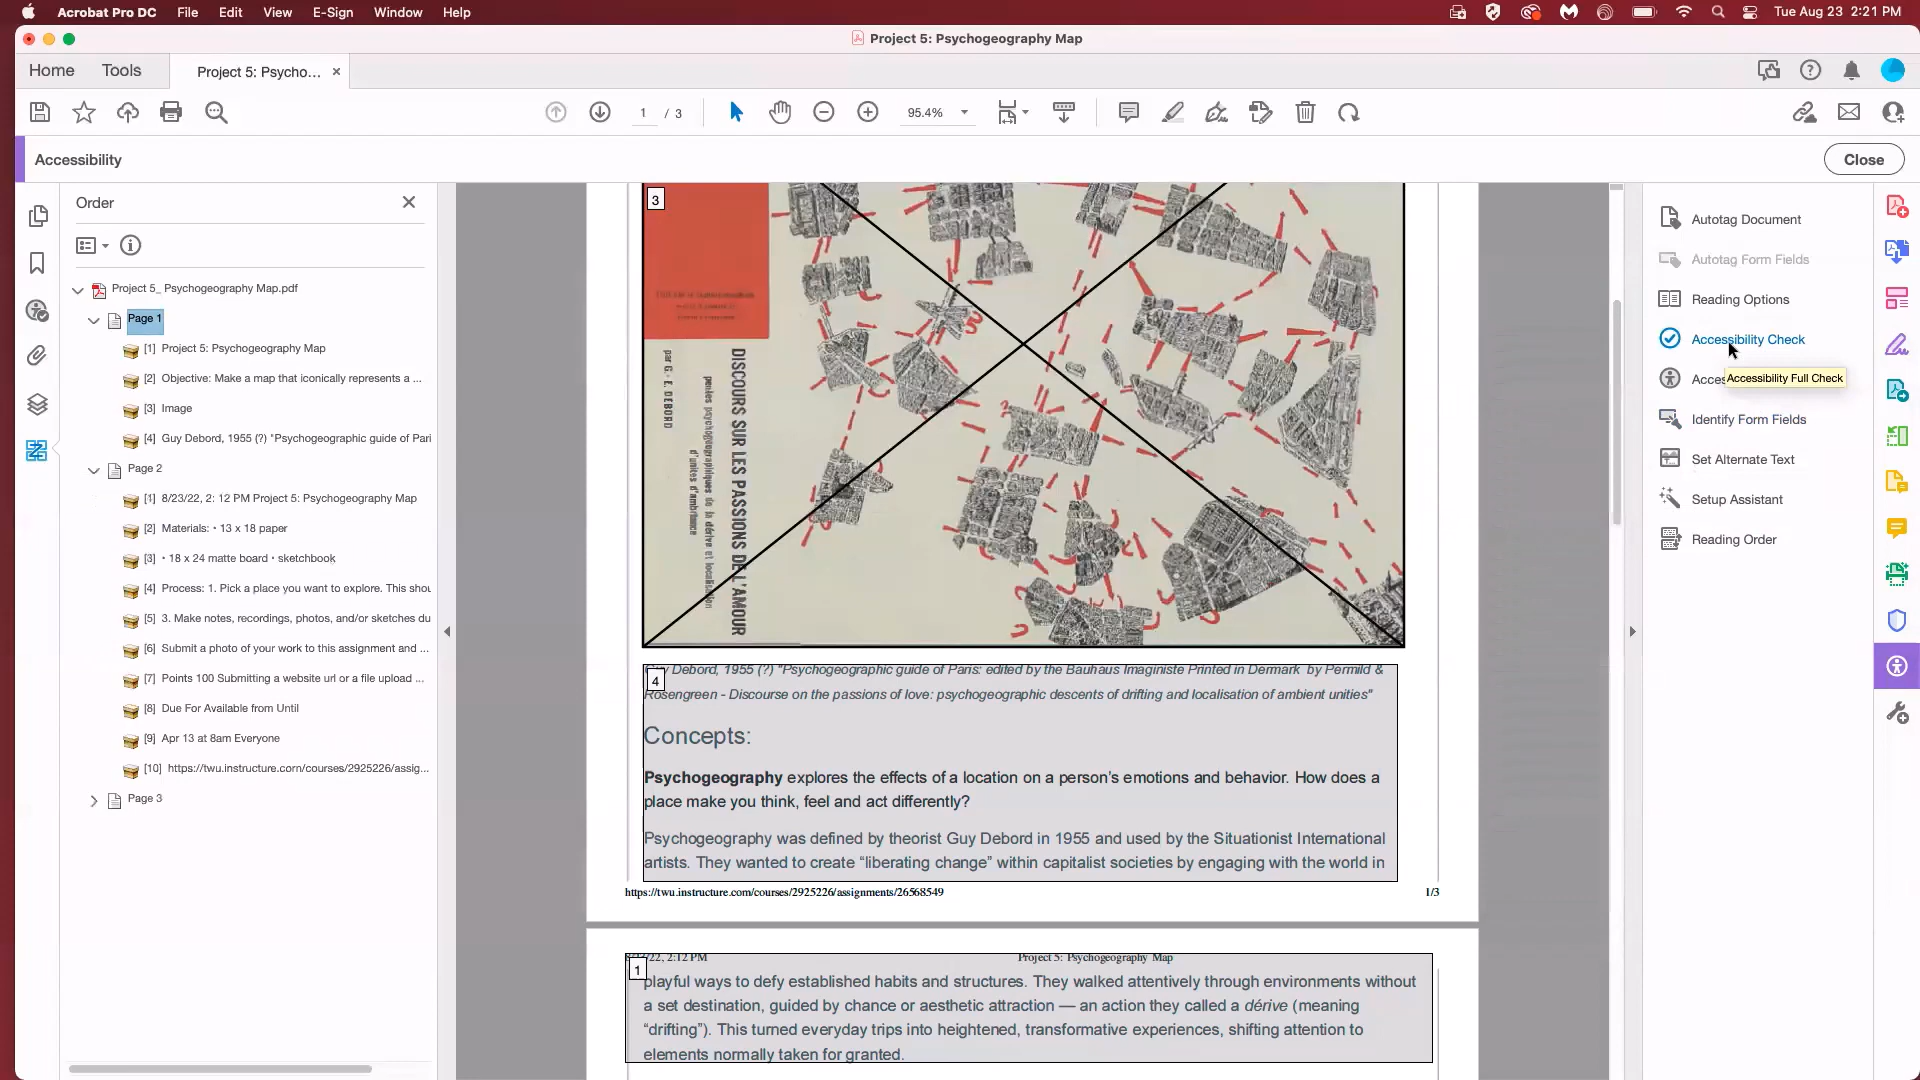 Acrobat Pro DC File Edit View E-Sign Window Help Tue Aug 23 2:21 PM
Project 5: Psychogeography Map
Home Tools Project 5: Psycho... ×
1 / 3 95.4%
Accessibility Close
Order
Project 5_ Psychogeography Map.pdf
Page 1
[1] Project 5: Psychogeography Map
[2] Objective: Make a map that iconically represents a ...
[3] Image
[4] Guy Debord, 1955 (?) "Psychogeographic guide of Pari
Page 2
[1] 8/23/22, 2: 12 PM Project 5: Psychogeography Map
[2] Materials: • 13 x 18 paper
[3] • 18 x 24 matte board • sketchbook
[4] Process: 1. Pick a place you want to explore. This shou
[5] 3. Make notes, recordings, photos, and/or sketches du
[6] Submit a photo of your work to this assignment and ...
[7] Points 100 Submitting a website url or a file upload ...
[8] Due For Available from Until
[9] Apr 13 at 8am Everyone
[10] https://twu.instructure.com/courses/2925226/assig...
Page 3
3
DISCOURS SUR LES PASSIONS DE L'AMOUR
pentes psychogéographiques de la dérive et localisation
d'unités d'ambiance
par G.-E. DEBORD
4
Debord, 1955 (?) "Psychogeographic guide of Paris: edited by the Bauhaus Imaginiste Printed in Dermark by Permild &
Rosengreen - Discourse on the passions of love: psychogeographic descents of drifting and localisation of ambient unities"
Concepts:
Psychogeography explores the effects of a location on a person's emotions and behavior. How does a
place make you think, feel and act differently?
Psychogeography was defined by theorist Guy Debord in 1955 and used by the Situationist International
artists. They wanted to create “liberating change” within capitalist societies by engaging with the world in
https://twu.instructure.com/courses/2925226/assignments/26568549 1/3
1
22, 2:12 PM Project 5: Psychogeography Map
playful ways to defy established habits and structures. They walked attentively through environments without
a set destination, guided by chance or aesthetic attraction — an action they called a dérive (meaning
“drifting”). This turned everyday trips into heightened, transformative experiences, shifting attention to
elements normally taken for granted.
Autotag Document
Autotag Form Fields
Reading Options
Accessibility Check
Acces
Accessibility Full Check
Identify Form Fields
Set Alternate Text
Setup Assistant
Reading Order